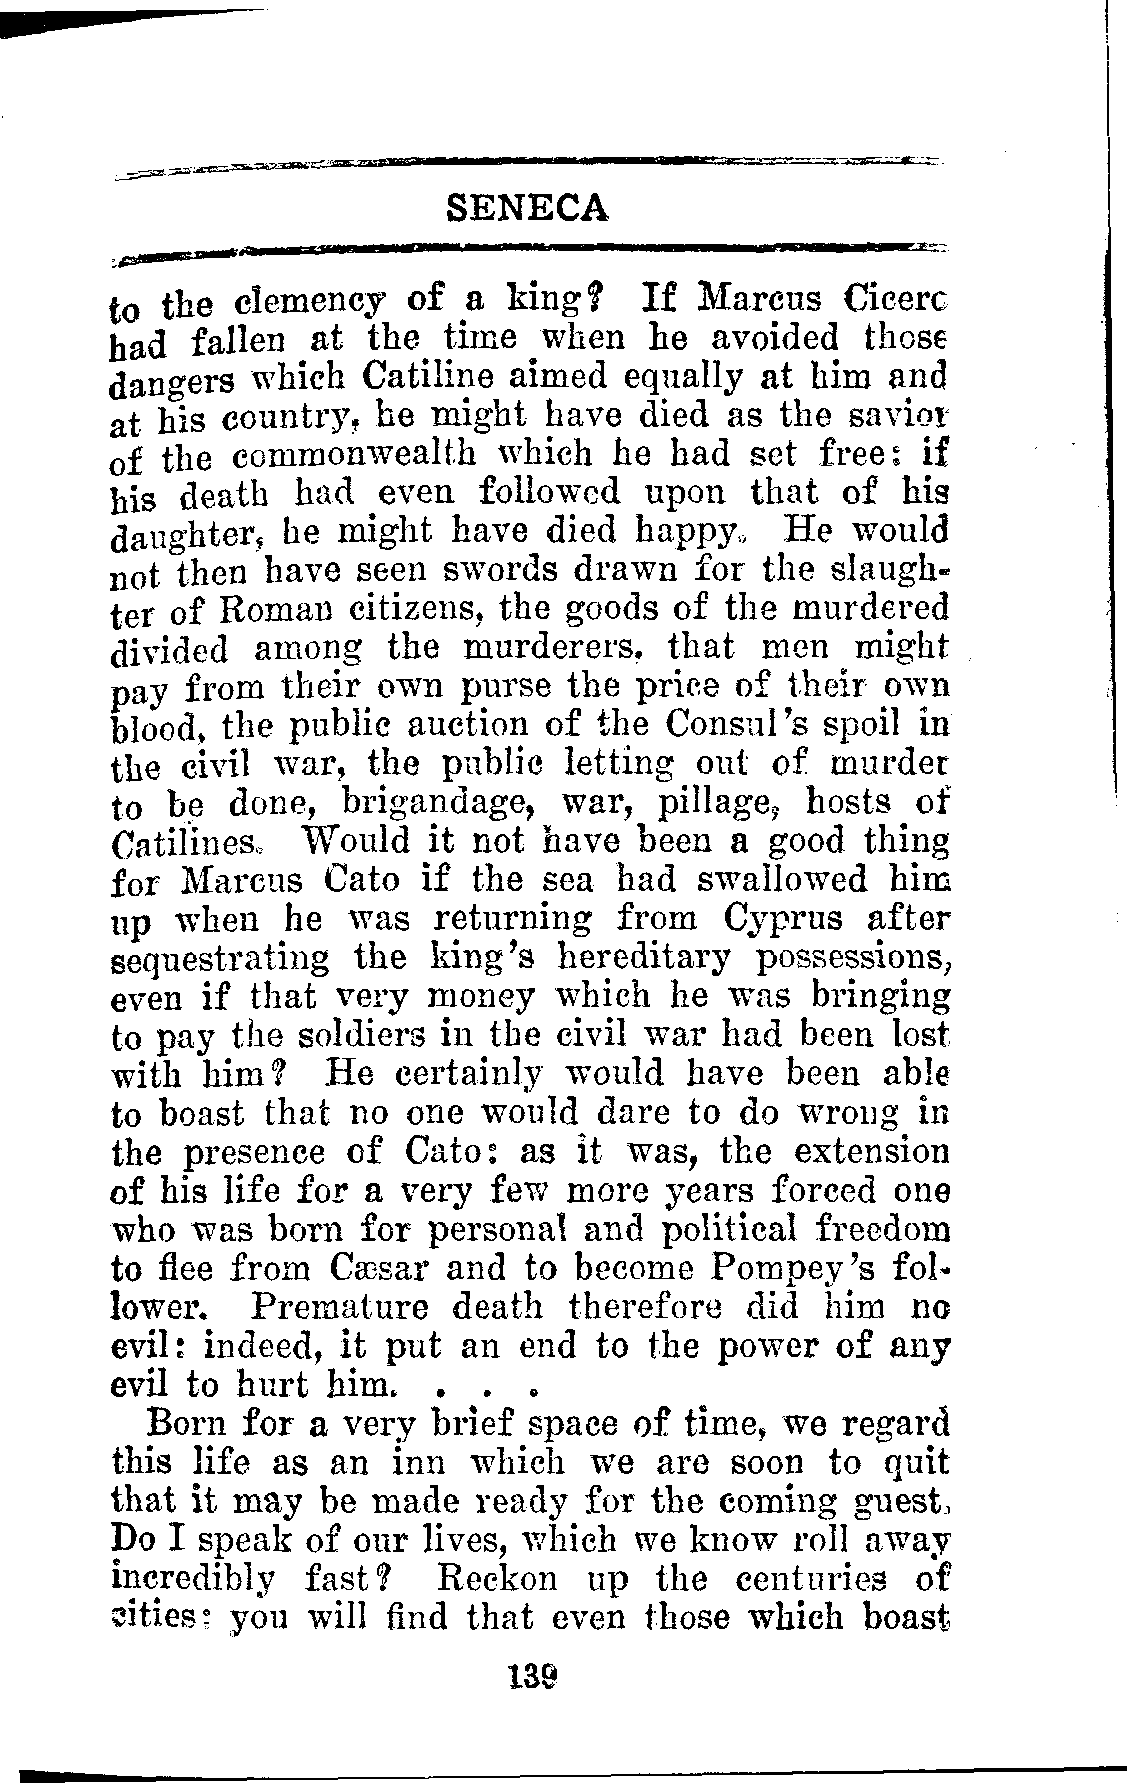 SENECA
to the clemency of a king? If Marcus Cicero
had fallen at the time when he avoided those
dangers which Catiline aimed equally at him and
at his country, he might have died as the savior
of the commonwealth which he had set free: if
his death had even followed upon that of his
daughter, he might have died happy. He would
not then have seen swords drawn for the slaugh-
ter of Roman citizens, the goods of the murdered
divided among the murderers, that men might
pay from their own purse the price of their own
blood, the public auction of the Consul's spoil in
the civil war, the public letting out of murder
to be done, brigandage, war, pillage, hosts of
Catilines. Would it not have been a good thing
for Marcus Cato if the sea had swallowed him
up when he was returning from Cyprus after
sequestrating the king's hereditary possessions,
even if that very money which he was bringing
to pay the soldiers in the civil war had been lost
with him? He certainly would have been able
to boast that no one would dare to do wrong in
the presence of Cato: as it was, the extension
of his life for a very few more years forced one
who was born for personal and political freedom
to flee from Cæsar and to become Pompey's fol-
lower. Premature death therefore did him no
evil: indeed, it put an end to the power of any
evil to hurt him. . . .
Born for a very brief space of time, we regard
this life as an inn which we are soon to quit
that it may be made ready for the coming guest.
Do I speak of our lives, which we know roll away
incredibly fast? Reckon up the centuries of
cities: you will find that even those which boast
139